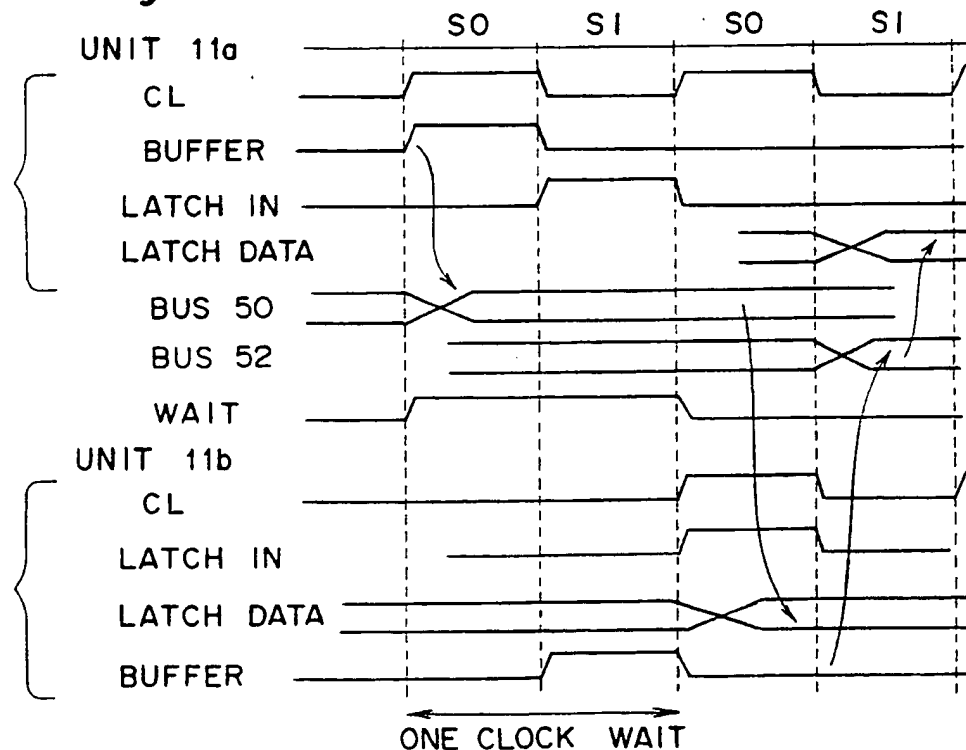 S0 S1 S0 S1
UNIT 11a
CL
BUFFER
LATCH IN
LATCH DATA
BUS 50
BUS 52
WAIT
UNIT 11b
CL
LATCH IN
LATCH DATA
BUFFER
ONE CLOCK WAIT